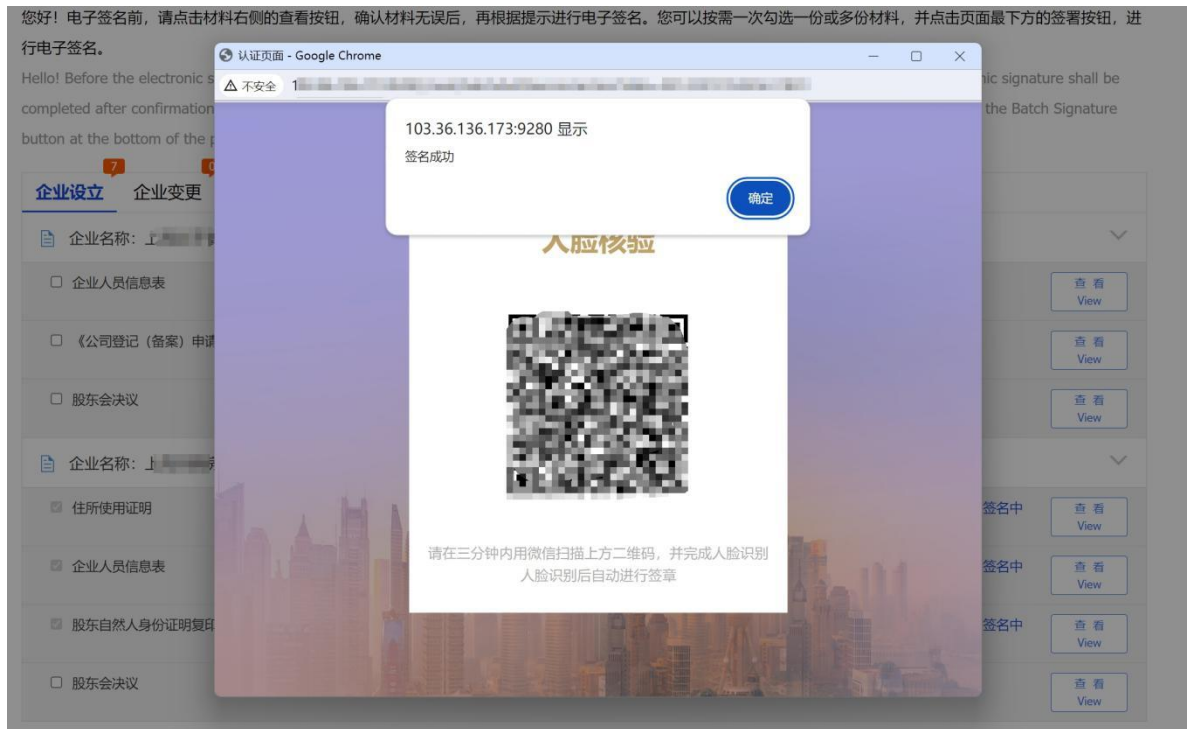 您好！电子签名前，请点击材料右侧的查看按钮，确认材料无误后，再根据提示进行电子签名。您可以按需一次勾选一份或多份材料，并点击页面最下方的签署按钮，进
行电子签名。
Hello! Before the electronic s
nic signature shall be
completed after confirmation
the Batch Signature
button at the bottom of the p
认证页面 - Google Chrome
不安全 1
103.36.136.173:9280 显示
签名成功
确定
7
0
企业设立 企业变更
企业名称：上
企业人员信息表
查 看
View
《公司登记（备案）申请
查 看
View
股东会决议
查 看
View
企业名称：上
住所使用证明
签名中
查 看
View
企业人员信息表
签名中
查 看
View
股东自然人身份证明复印
签名中
查 看
View
股东会决议
查 看
View
人脸核验
请在三分钟内用微信扫描上方二维码，并完成人脸识别
人脸识别后自动进行签章